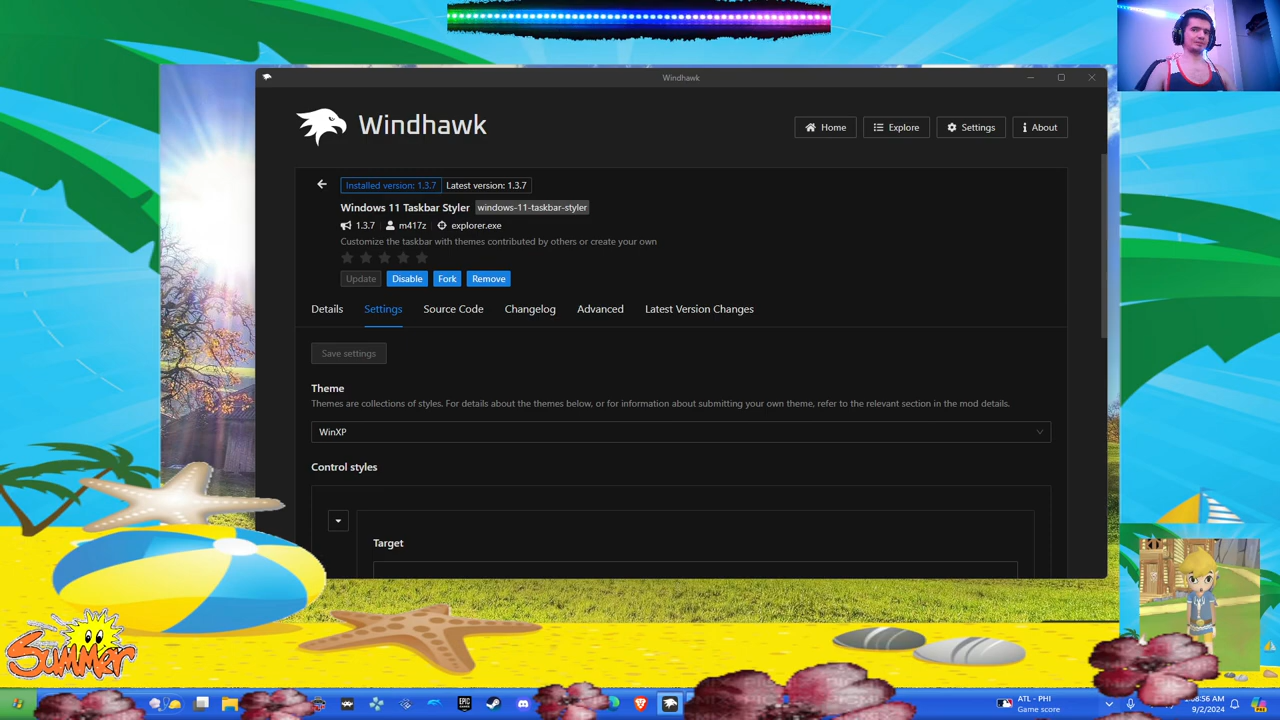 Windhawk
Windhawk
Home
Explore
Settings
About
Installed version: 1.3.7
Latest version: 1.3.7
Windows 11 Taskbar Styler
windows-11-taskbar-styler
1.3.7
m417z
explorer.exe
Customize the taskbar with themes contributed by others or create your own
Update
Disable
Fork
Remove
Details
Settings
Source Code
Changelog
Advanced
Latest Version Changes
Save settings
Theme
Themes are collections of styles. For details about the themes below, or for information about submitting your own theme, refer to the relevant section in the mod details.
WinXP
Control styles
Target
Summer
EPIC
GAMES
ATL - PHI
Game score
:56 AM
9/2/2024